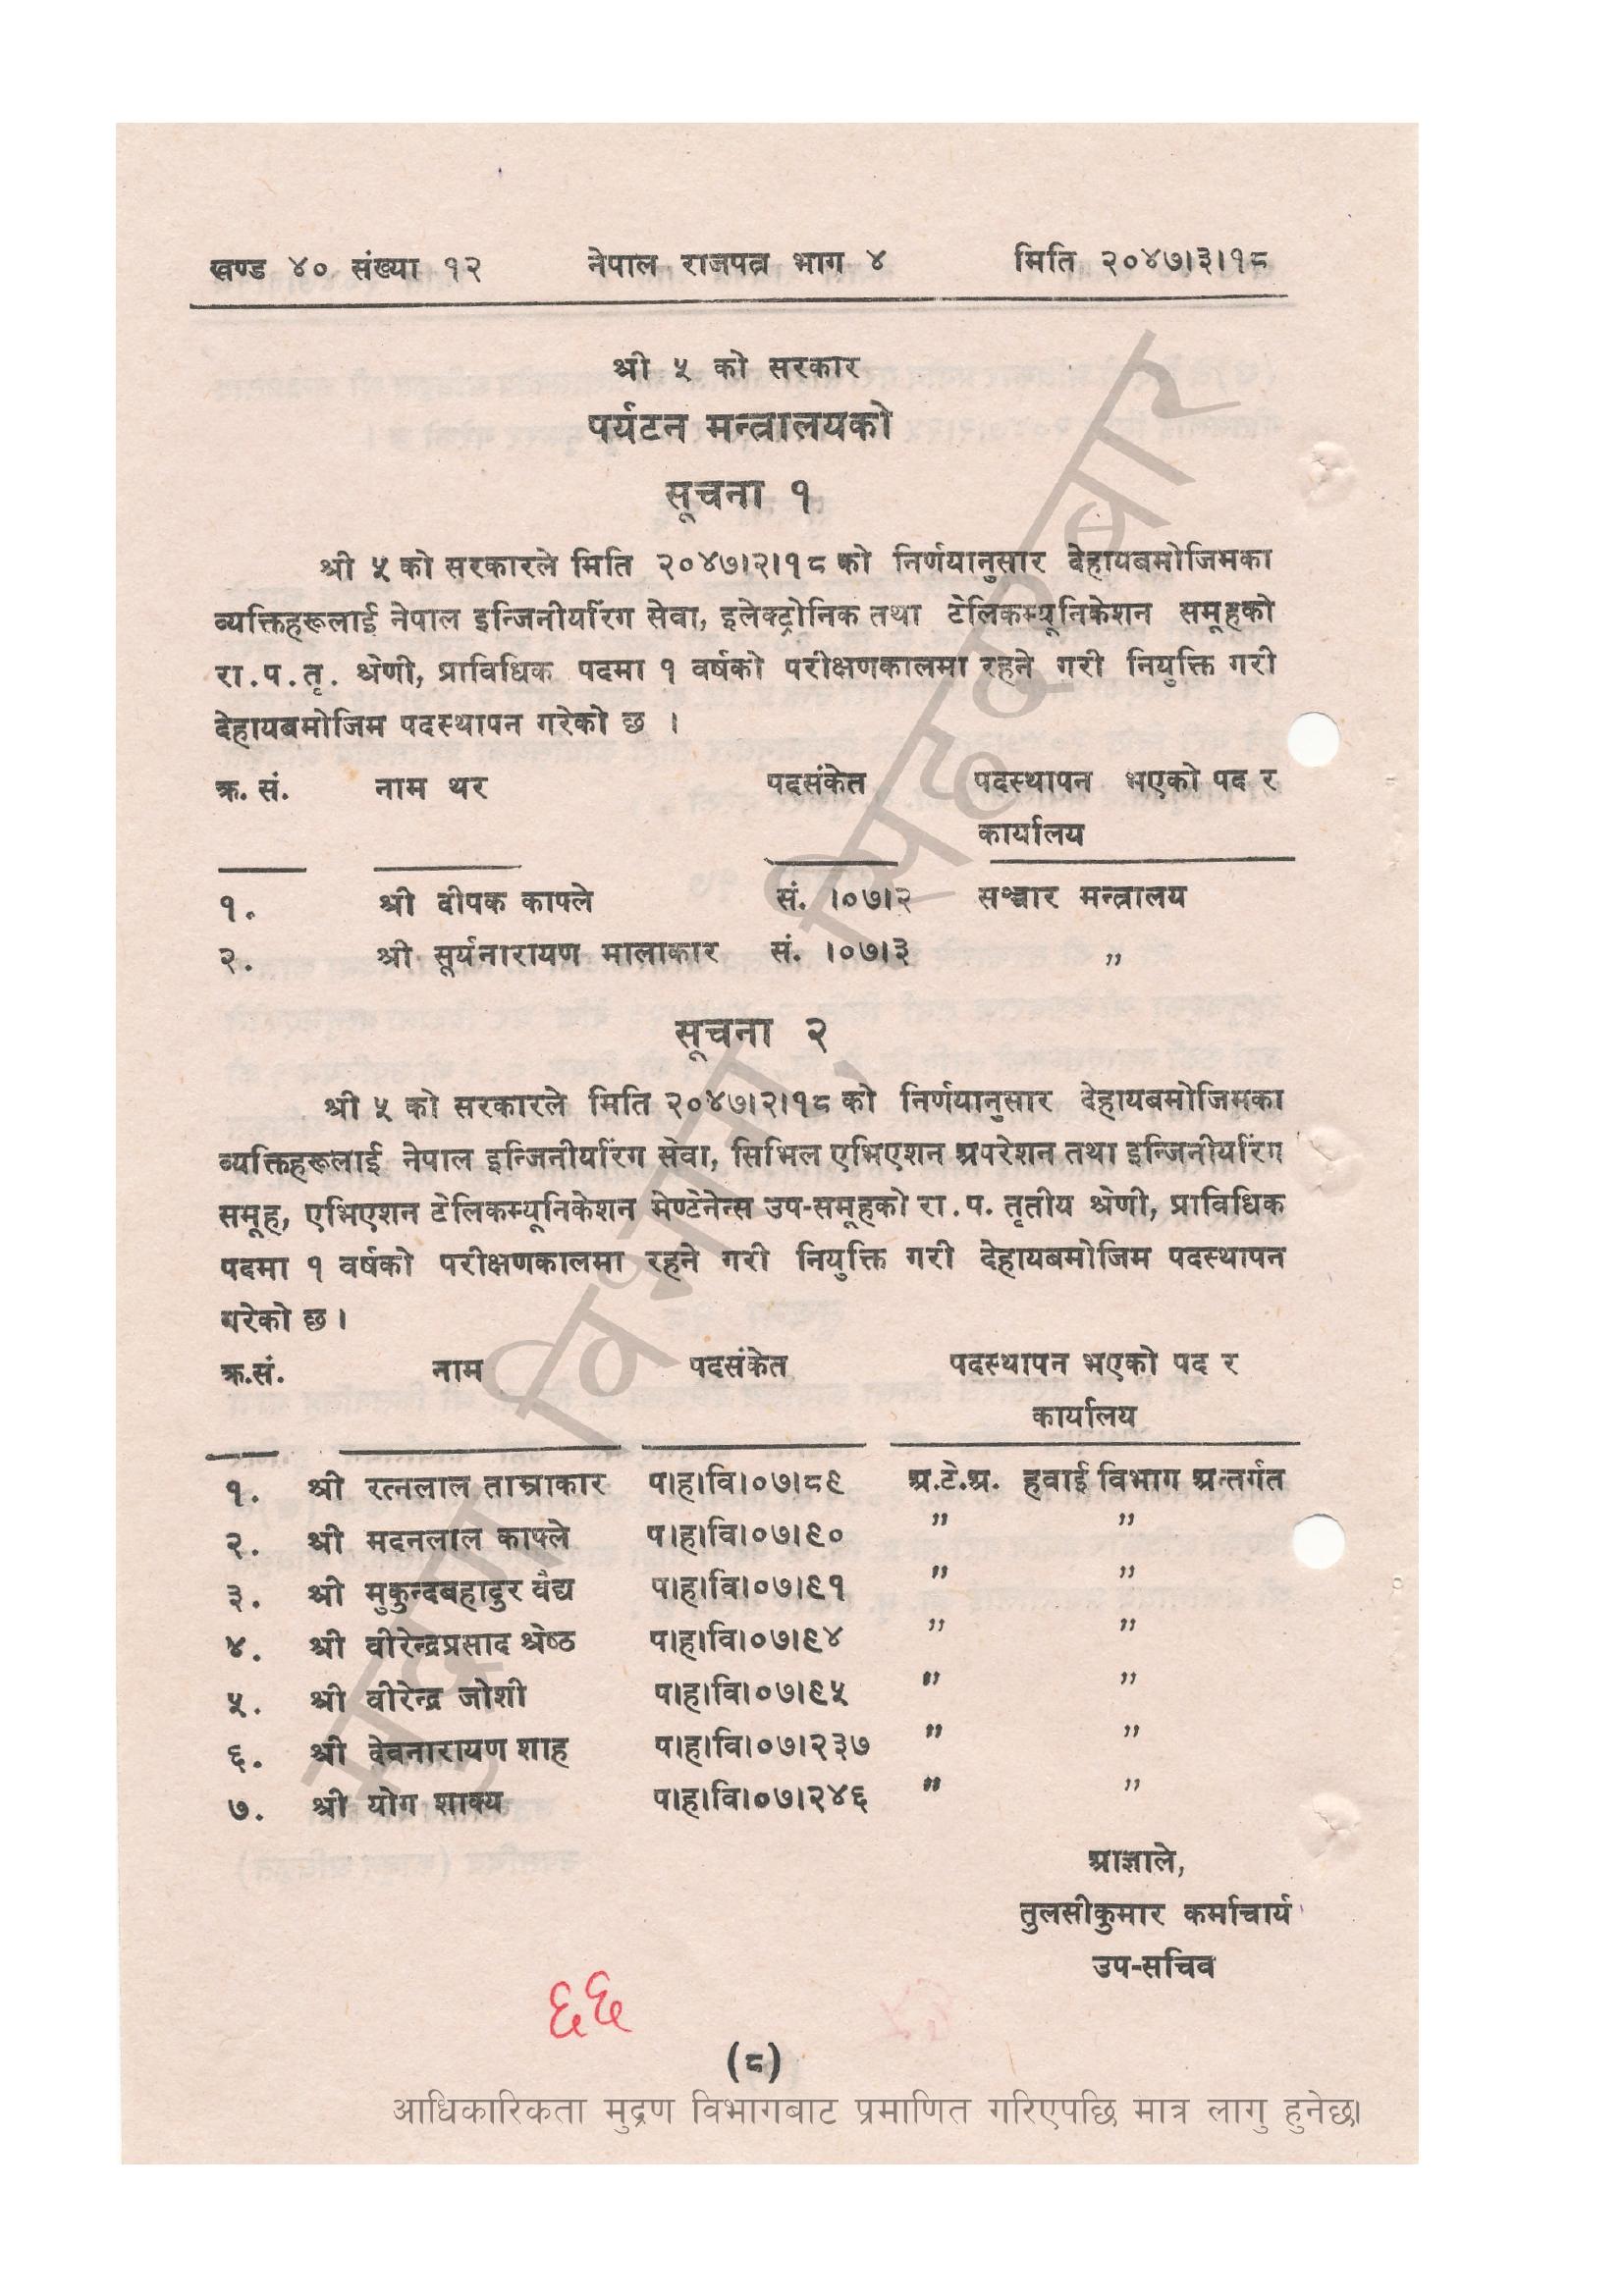 खण्ड ४० संख्या १२ नेपाल राजपत्र भाग ४ मिति २०४७।३।१८
श्री ५ को सरकार
पर्यटन मन्त्रालयको
सूचना १
श्री ५ को सरकारले मिति २०४७।२।१८ को निर्णयानुसार देहायबमोजिमका
व्यक्तिहरूलाई नेपाल इन्जिनीयरिंग सेवा, इलेक्ट्रोनिक तथा टेलिकम्यूनिकेशन समूहको
रा.प.तृ. श्रेणी, प्राविधिक पदमा १ वर्षको परीक्षणकालमा रहने गरी नियुक्ति गरी
देहायबमोजिम पदस्थापन गरेको छ ।
क्र. सं. नाम थर पदसंकेत पदस्थापन भएको पद र
कार्यालय
१. श्री दीपक काफ्ले सं. ।०७।२ सञ्चार मन्त्रालय
२. श्री सूर्यनारायण मालाकार सं. ।०७।३ ,,
सूचना २
श्री ५ को सरकारले मिति २०४७।२।१८ को निर्णयानुसार देहायबमोजिमका
व्यक्तिहरूलाई नेपाल इन्जिनीयरिंग सेवा, सिभिल एभिएशन अपरेशन तथा इन्जिनीयरिंग
समूह, एभिएशन टेलिकम्यूनिकेशन मेण्टेनेन्स उप-समूहको रा.प. तृतीय श्रेणी, प्राविधिक
पदमा १ वर्षको परीक्षणकालमा रहने गरी नियुक्ति गरी देहायबमोजिम पदस्थापन
गरेको छ ।
क्र.सं. नाम पदसंकेत पदस्थापन भएको पद र
कार्यालय
१. श्री रत्नलाल ताम्राकार प।ह।वि।०७।८९ अ.टे.अ. हवाई विभाग अन्तर्गत
२. श्री मदनलाल काफ्ले प।ह।वि।०७।९० ,, ,,
३. श्री मुकुन्दबहादुर वैद्य प।ह।वि।०७।९१ ,, ,,
४. श्री वीरेन्द्रप्रसाद श्रेष्ठ प।ह।वि।०७।९४ ,, ,,
५. श्री वीरेन्द्र जोशी प।ह।वि।०७।९५ ,, ,,
६. श्री देवनारायण शाह प।ह।वि।०७।२३७ ,, ,,
७. श्री योग शाक्य प।ह।वि।०७।२४६ ,, ,,
आज्ञाले,
तुलसीकुमार कर्माचार्य
उप-सचिव
६६
(८)
आधिकारिकता मुद्रण विभागबाट प्रमाणित गरिएपछि मात्र लागु हुनेछ।
मुद्रण विभाग, सिंहदरबार